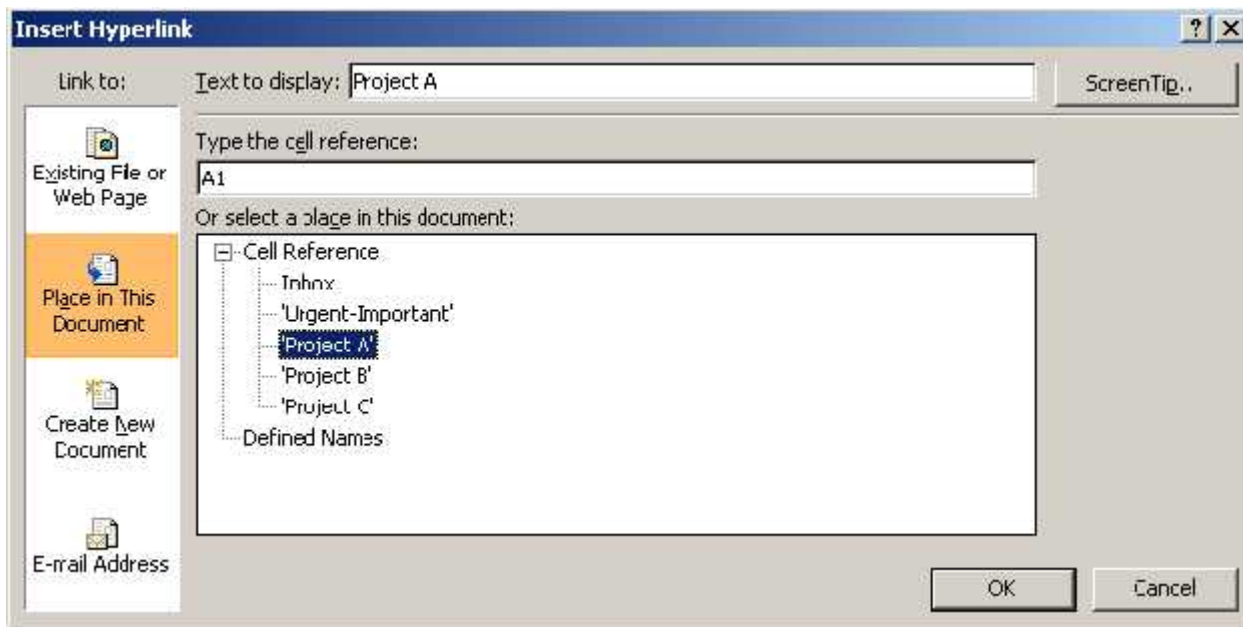 Insert Hyperlink
Link to:
Text to display: Project A
ScreenTip..
Type the cell reference:
A1
Or select a place in this document:
Existing File or
Web Page
Place in This
Document
Create New
Document
E-mail Address
Cell Reference
Inbox
'Urgent-Important'
'Project A'
'Project B'
'Project C'
Defined Names
OK
Cancel